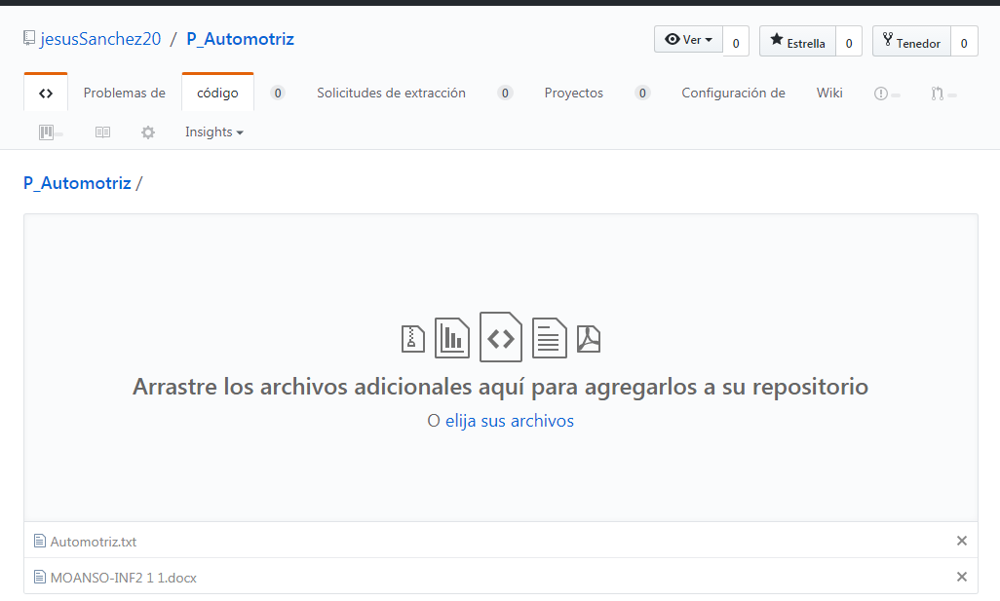 jesusSanchez20 / P_Automotriz
Ver 0 Estrella 0 Tenedor 0
Problemas de código 0 Solicitudes de extracción 0 Proyectos 0 Configuración de Wiki
Insights
P_Automotriz /
Arrastre los archivos adicionales aquí para agregarlos a su repositorio
O elija sus archivos
Automotriz.txt
MOANSO-INF2 1 1.docx